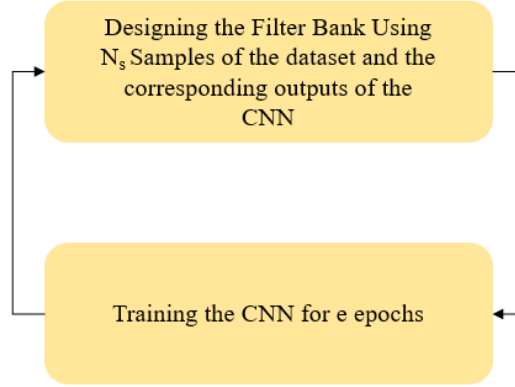 Designing the Filter Bank Using
Nₛ Samples of the dataset and the
corresponding outputs of the
CNN
Training the CNN for e epochs